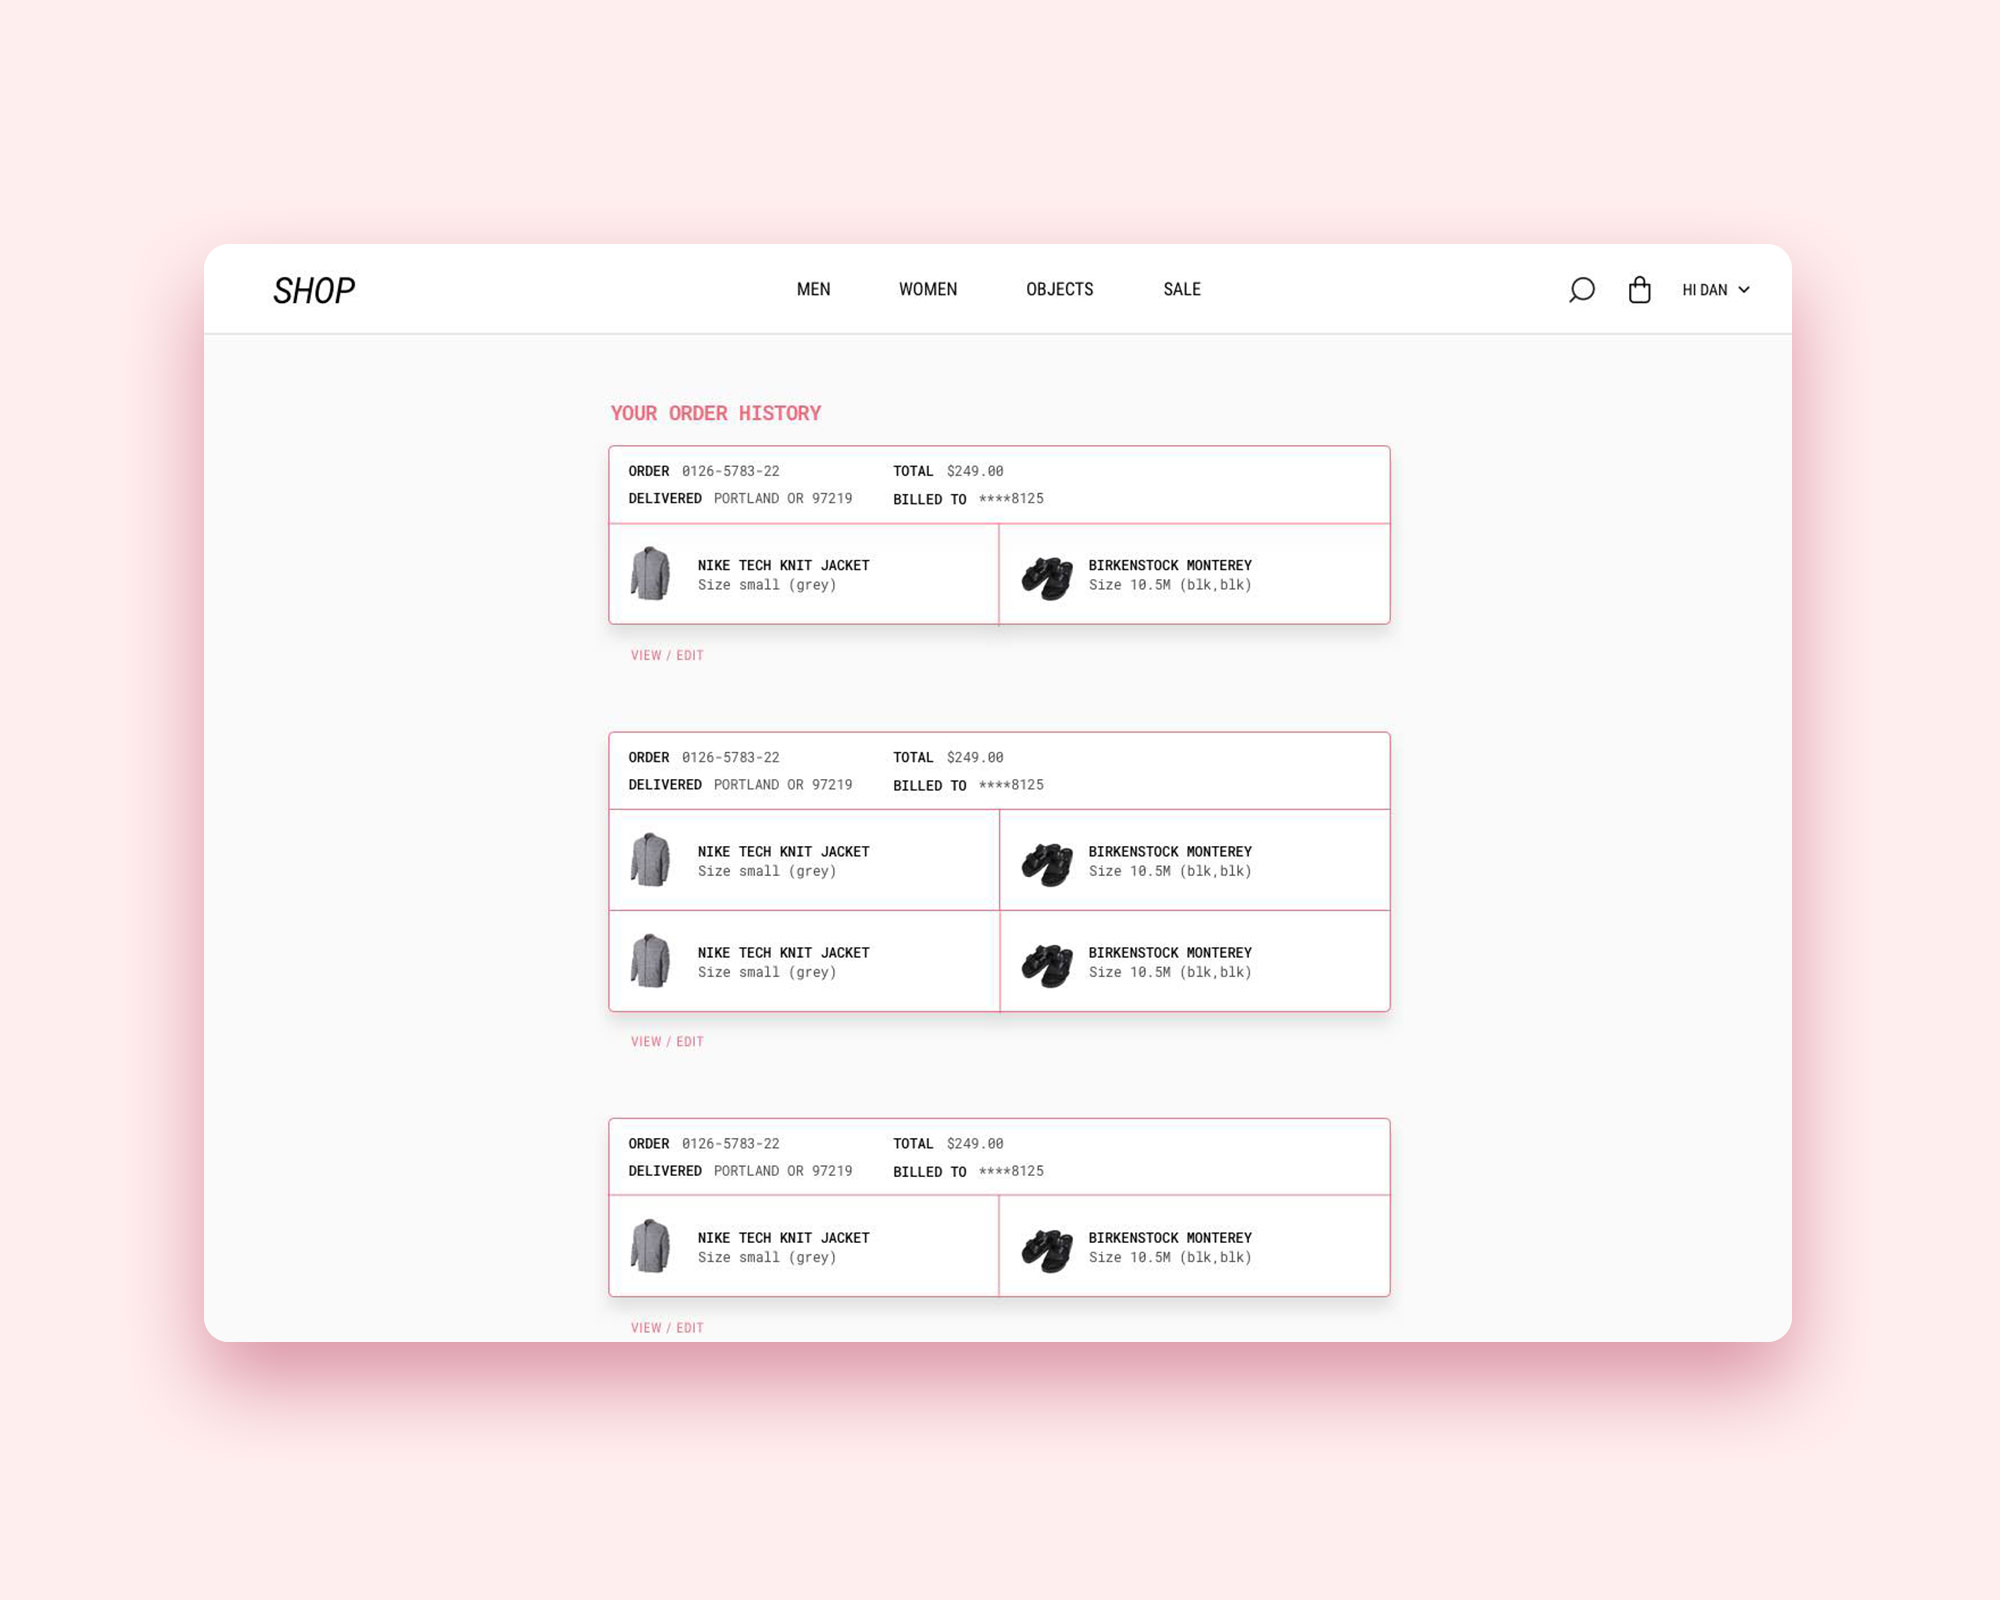 SHOP
MEN WOMEN OBJECTS SALE
HI DAN
YOUR ORDER HISTORY
ORDER 0126-5783-22 TOTAL $249.00
DELIVERED PORTLAND OR 97219 BILLED TO ****8125
NIKE TECH KNIT JACKET BIRKENSTOCK MONTEREY
Size small (grey) Size 10.5M (blk,blk)
VIEW / EDIT
ORDER 0126-5783-22 TOTAL $249.00
DELIVERED PORTLAND OR 97219 BILLED TO ****8125
NIKE TECH KNIT JACKET BIRKENSTOCK MONTEREY
Size small (grey) Size 10.5M (blk,blk)
NIKE TECH KNIT JACKET BIRKENSTOCK MONTEREY
Size small (grey) Size 10.5M (blk,blk)
VIEW / EDIT
ORDER 0126-5783-22 TOTAL $249.00
DELIVERED PORTLAND OR 97219 BILLED TO ****8125
NIKE TECH KNIT JACKET BIRKENSTOCK MONTEREY
Size small (grey) Size 10.5M (blk,blk)
VIEW / EDIT